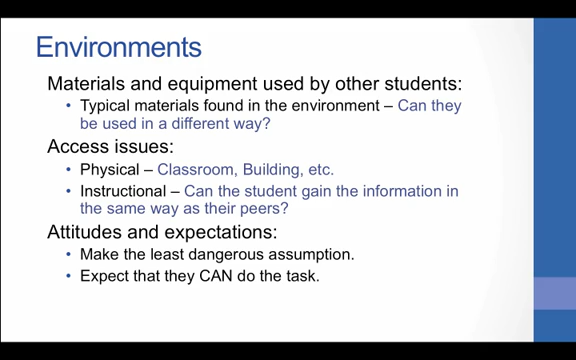 Environments
Materials and equipment used by other students:
• Typical materials found in the environment – Can they
be used in a different way?
Access issues:
• Physical – Classroom, Building, etc.
• Instructional – Can the student gain the information in
the same way as their peers?
Attitudes and expectations:
• Make the least dangerous assumption.
• Expect that they CAN do the task.